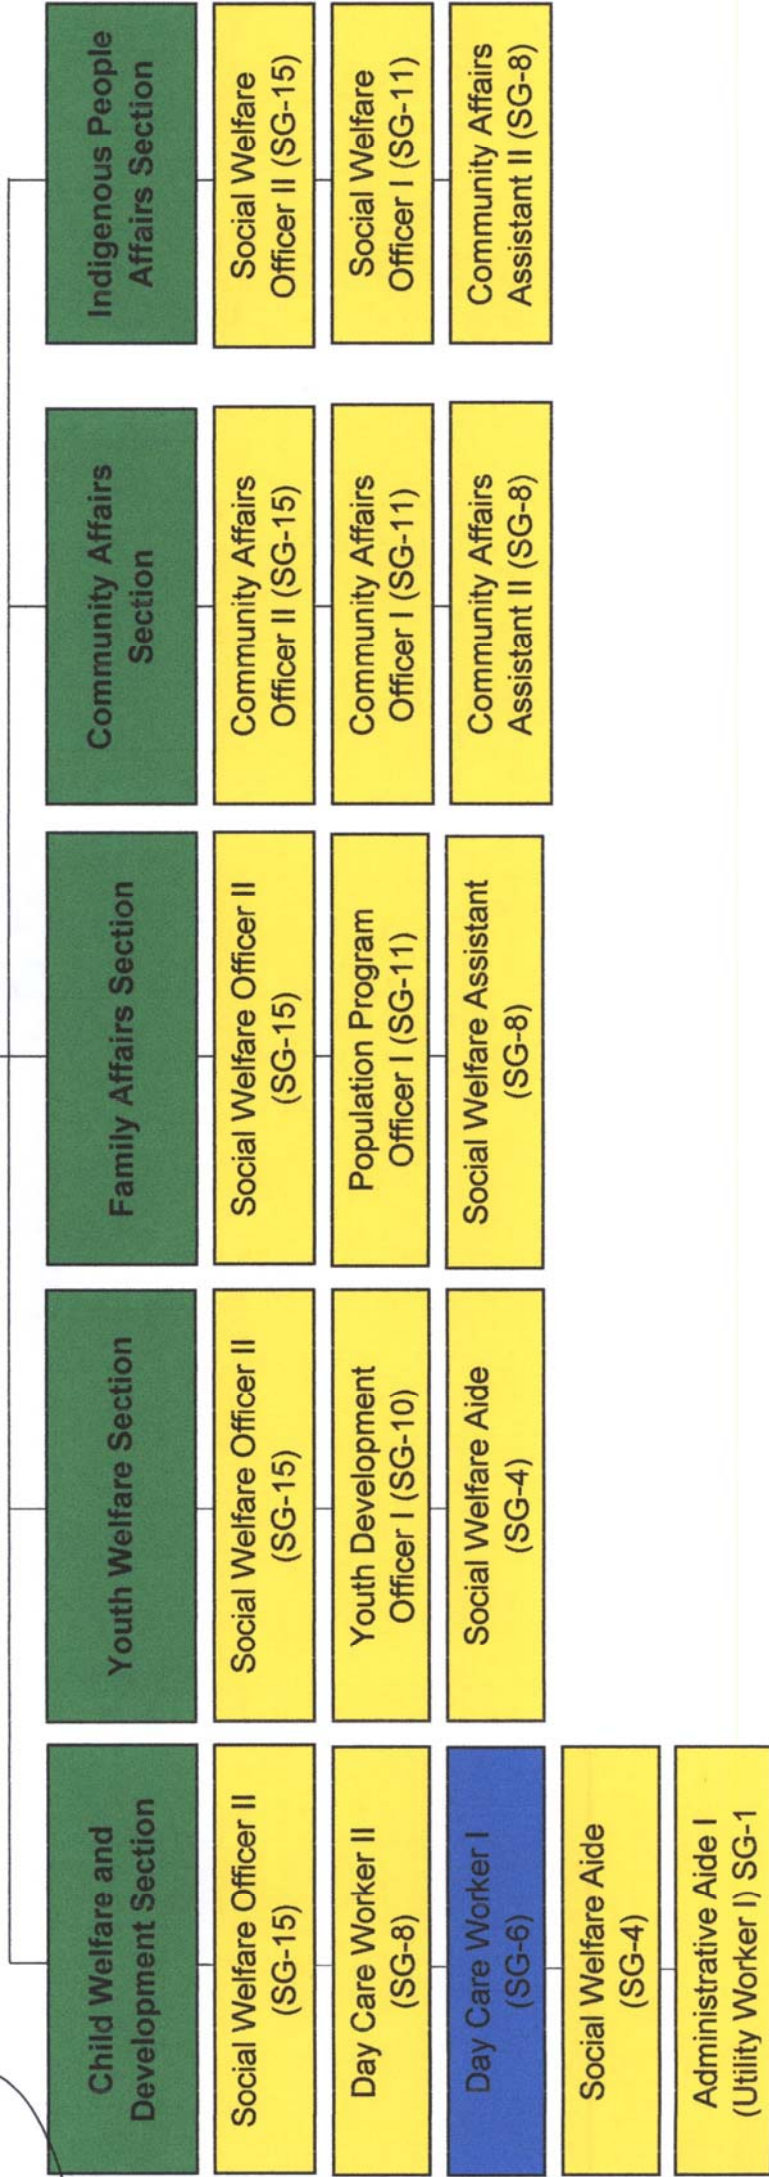 Child Welfare and
Development Section
Social Welfare Officer II
(SG-15)
Day Care Worker II
(SG-8)
Day Care Worker I
(SG-6)
Social Welfare Aide
(SG-4)
Administrative Aide I
(Utility Worker I) SG-1
Youth Welfare Section
Social Welfare Officer II
(SG-15)
Youth Development
Officer I (SG-10)
Social Welfare Aide
(SG-4)
Family Affairs Section
Social Welfare Officer II
(SG-15)
Population Program
Officer I (SG-11)
Social Welfare Assistant
(SG-8)
Community Affairs
Section
Community Affairs
Officer II (SG-15)
Community Affairs
Officer I (SG-11)
Community Affairs
Assistant II (SG-8)
Indigenous People
Affairs Section
Social Welfare
Officer II (SG-15)
Social Welfare
Officer I (SG-11)
Community Affairs
Assistant II (SG-8)